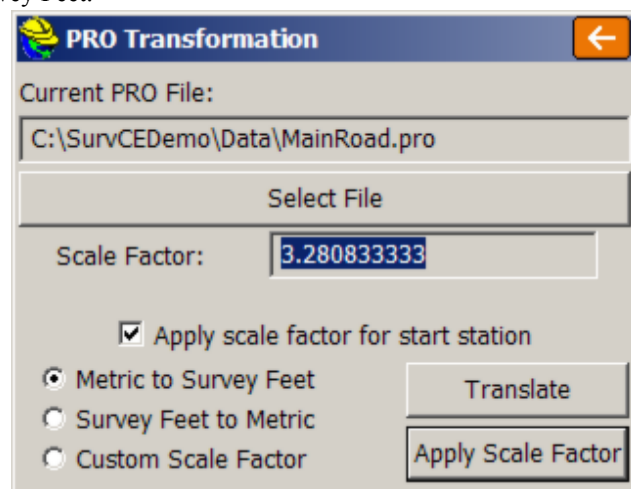 PRO Transformation
Current PRO File:
C:\SurvCEDemo\Data\MainRoad.pro
Select File
Scale Factor: 3.280833333
Apply scale factor for start station
Metric to Survey Feet
Translate
Survey Feet to Metric
Custom Scale Factor
Apply Scale Factor